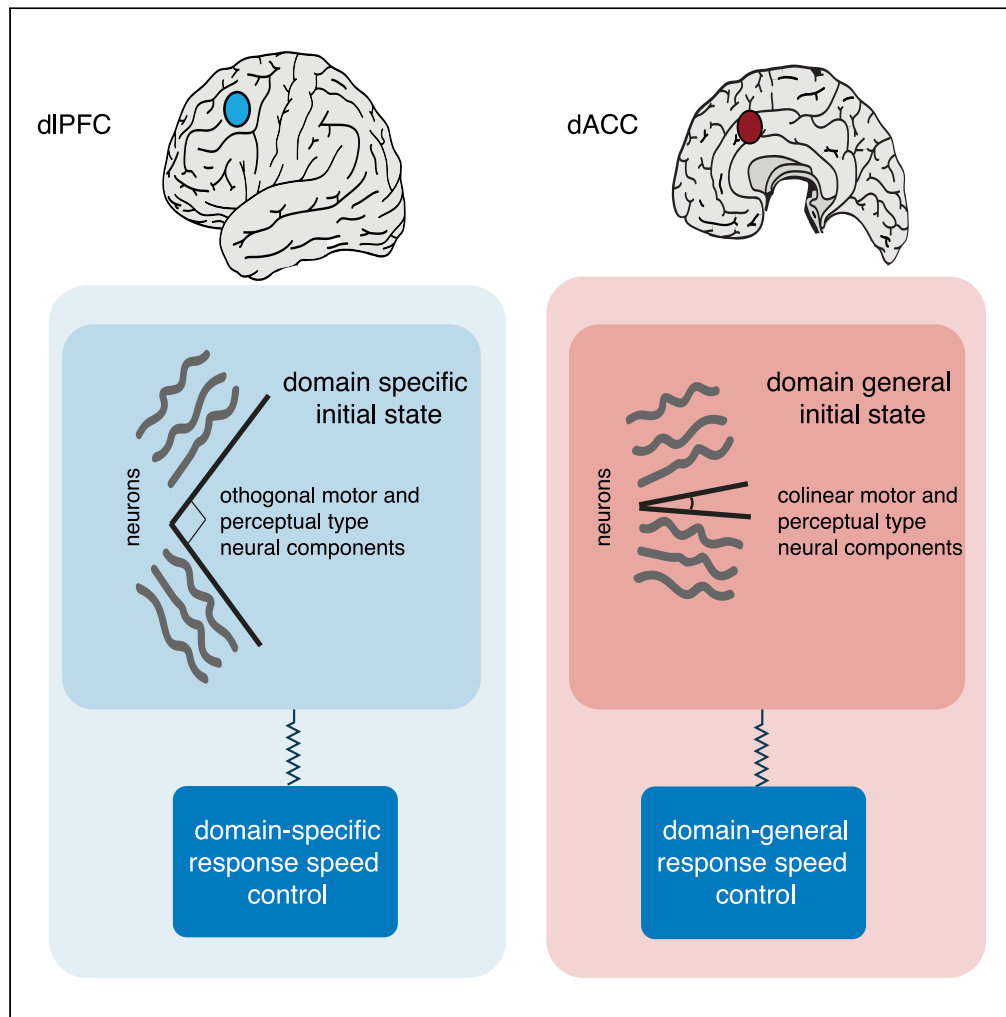 dlPFC
domain specific
initial state
neurons
othogonal motor and
perceptual type
neural components
domain-specific
response speed
control
dACC
domain general
initial state
neurons
colinear motor and
perceptual type
neural components
domain-general
response speed
control